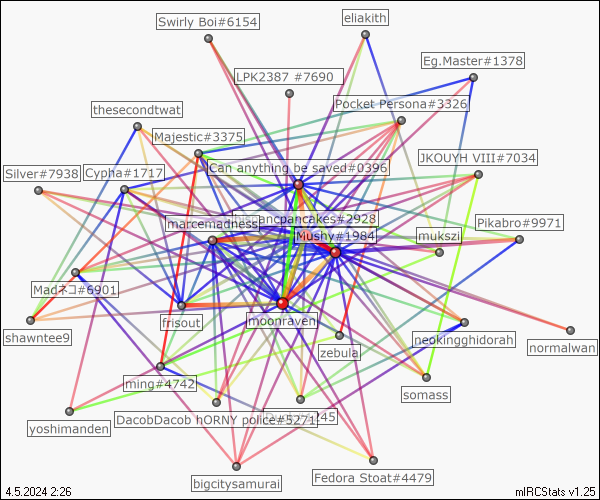 Swirly Boi#6154
eliakith
Eg.Master#1378
LPK2387 #7690
Pocket Persona#3326
thesecondtwat
Majestic#3375
JKOUYH VIII#7034
Can anything be saved#0396
Silver#7938
Cypha#1717
ancpancakes#2928
Pikabro#9971
marcemadness
Mushy#1984
mukszi
Madネコ#6901
moonraven
frisout
shawntee9
neokingghidorah
normalwan
zebula
ming#4742
somass
DacobDacob hORNY police#5271
245
yoshimanden
bigcitysamurai
Fedora Stoat#4479
4.5.2024 2:26
mIRCStats v1.25